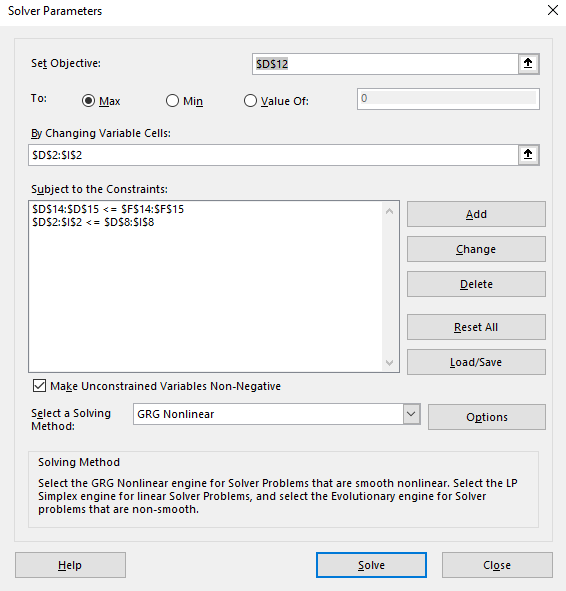 Solver Parameters
Set Objective:
$D$12
To:
Max
Min
Value Of:
0
By Changing Variable Cells:
$D$2:$I$2
Subject to the Constraints:
$D$14:$D$15 <= $F$14:$F$15
$D$2:$I$2 <= $D$8:$I$8
Add
Change
Delete
Reset All
Load/Save
Make Unconstrained Variables Non-Negative
Select a Solving
Method:
GRG Nonlinear
Options
Solving Method
Select the GRG Nonlinear engine for Solver Problems that are smooth nonlinear. Select the LP
Simplex engine for linear Solver Problems, and select the Evolutionary engine for Solver
problems that are non-smooth.
Help
Solve
Close